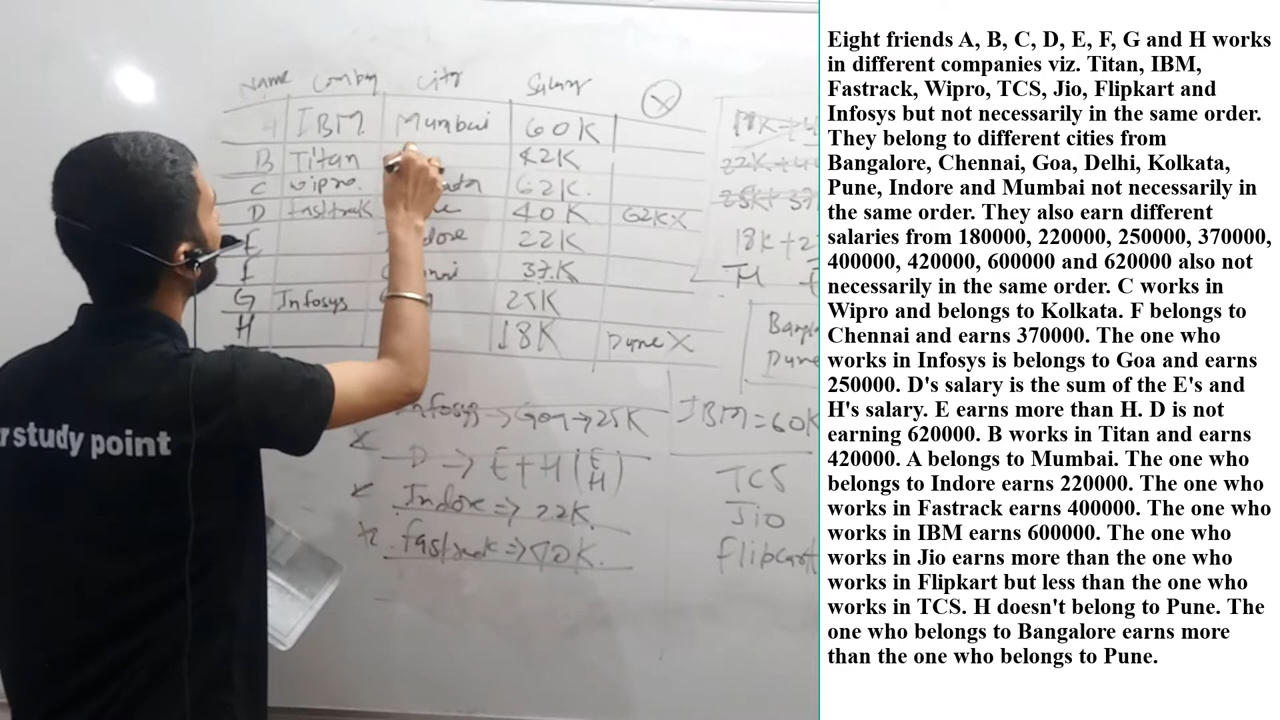 Name Company City Salary
IBM Mumbai 60K
B Titan 42K
C Wipro 62K.
D fasttrack 40K 62K X
E 22K
37K
G Infosys 25K
H 18K Pune X
18K + 2
H
Infosys → Goa → 25K
D → E + H (E
H)
Indore => 22K.
fasttrack => 40K.
IBM = 60K
TCS
Jio
flipcart
Pune
r study point
Eight friends A, B, C, D, E, F, G and H works
in different companies viz. Titan, IBM,
Fastrack, Wipro, TCS, Jio, Flipkart and
Infosys but not necessarily in the same order.
They belong to different cities from
Bangalore, Chennai, Goa, Delhi, Kolkata,
Pune, Indore and Mumbai not necessarily in
the same order. They also earn different
salaries from 180000, 220000, 250000, 370000,
400000, 420000, 600000 and 620000 also not
necessarily in the same order. C works in
Wipro and belongs to Kolkata. F belongs to
Chennai and earns 370000. The one who
works in Infosys is belongs to Goa and earns
250000. D's salary is the sum of the E's and
H's salary. E earns more than H. D is not
earning 620000. B works in Titan and earns
420000. A belongs to Mumbai. The one who
belongs to Indore earns 220000. The one who
works in Fastrack earns 400000. The one who
works in IBM earns 600000. The one who
works in Jio earns more than the one who
works in Flipkart but less than the one who
works in TCS. H doesn't belong to Pune. The
one who belongs to Bangalore earns more
than the one who belongs to Pune.